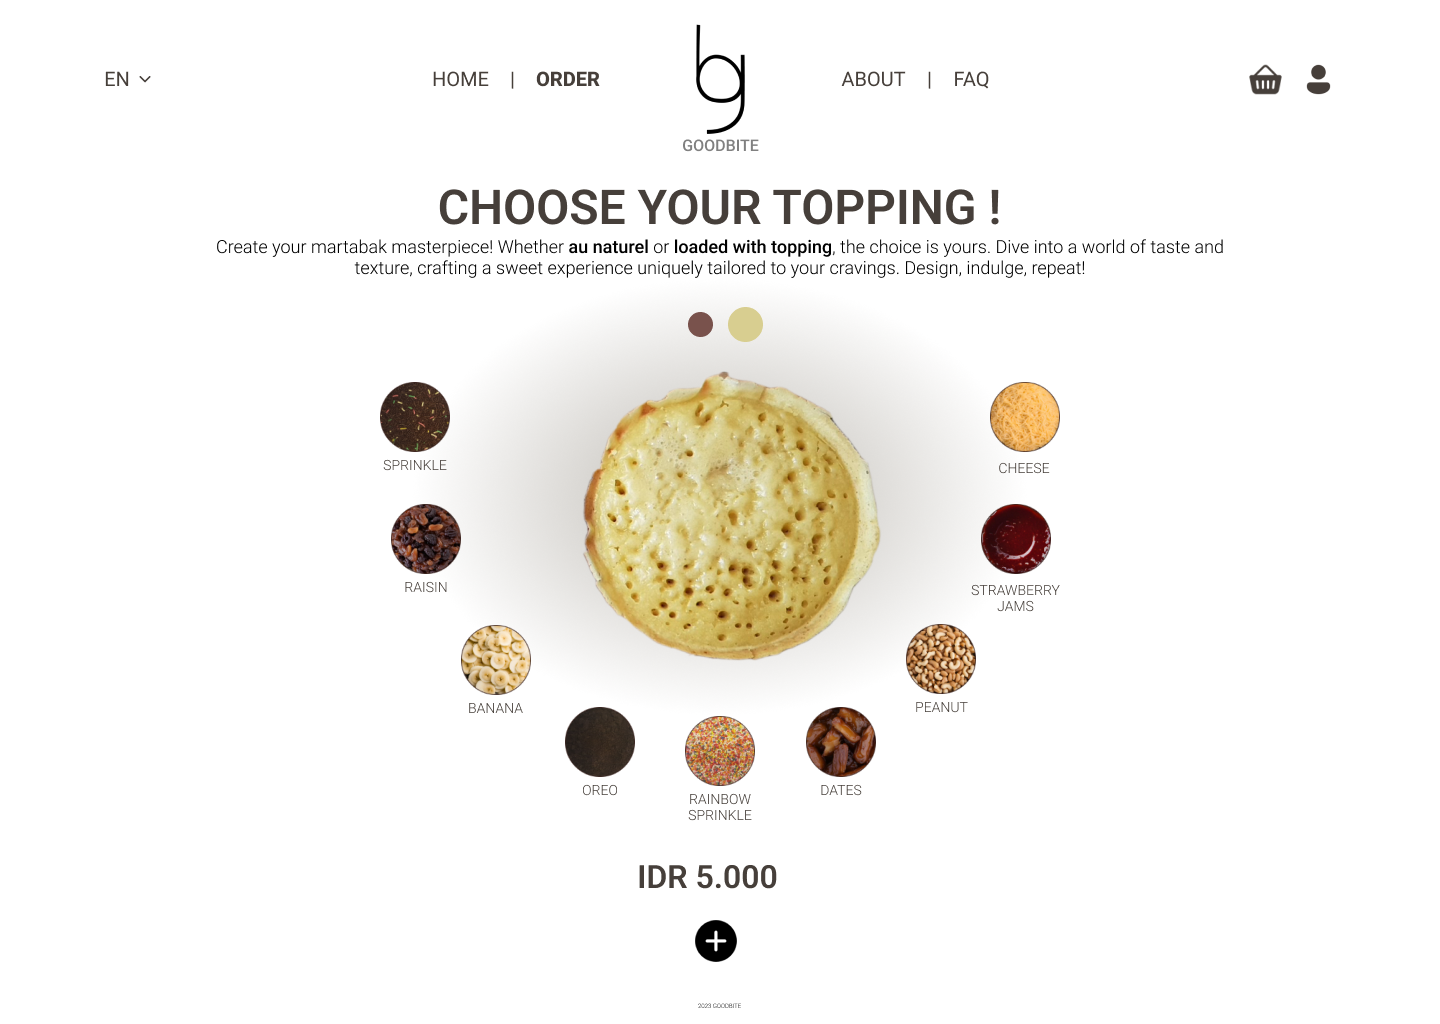 EN
HOME | ORDER
bg
GOODBITE
ABOUT | FAQ
CHOOSE YOUR TOPPING !
Create your martabak masterpiece! Whether au naturel or loaded with topping, the choice is yours. Dive into a world of taste and
texture, crafting a sweet experience uniquely tailored to your cravings. Design, indulge, repeat!
SPRINKLE
CHEESE
RAISIN
STRAWBERRY
JAMS
BANANA
PEANUT
OREO
RAINBOW
SPRINKLE
DATES
IDR 5.000
2023 GOODBITE